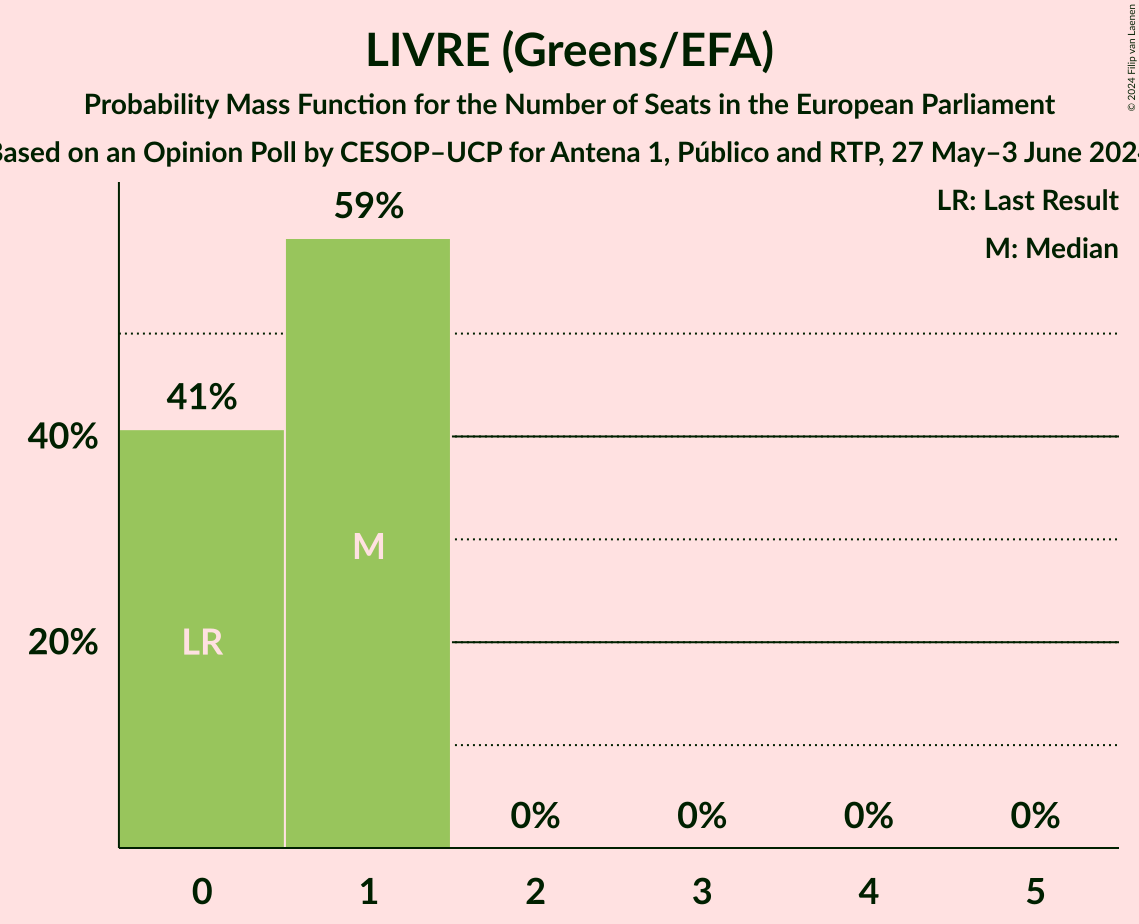 LIVRE (Greens/EFA)
Probability Mass Function for the Number of Seats in the European Parliament
Based on an Opinion Poll by CESOP–UCP for Antena 1, Público and RTP, 27 May–3 June 202
© 2024 Filip van Laenen
LR: Last Result
M: Median
59%
41%
40%
M
20%
LR
0% 0% 0% 0%
0 1 2 3 4 5